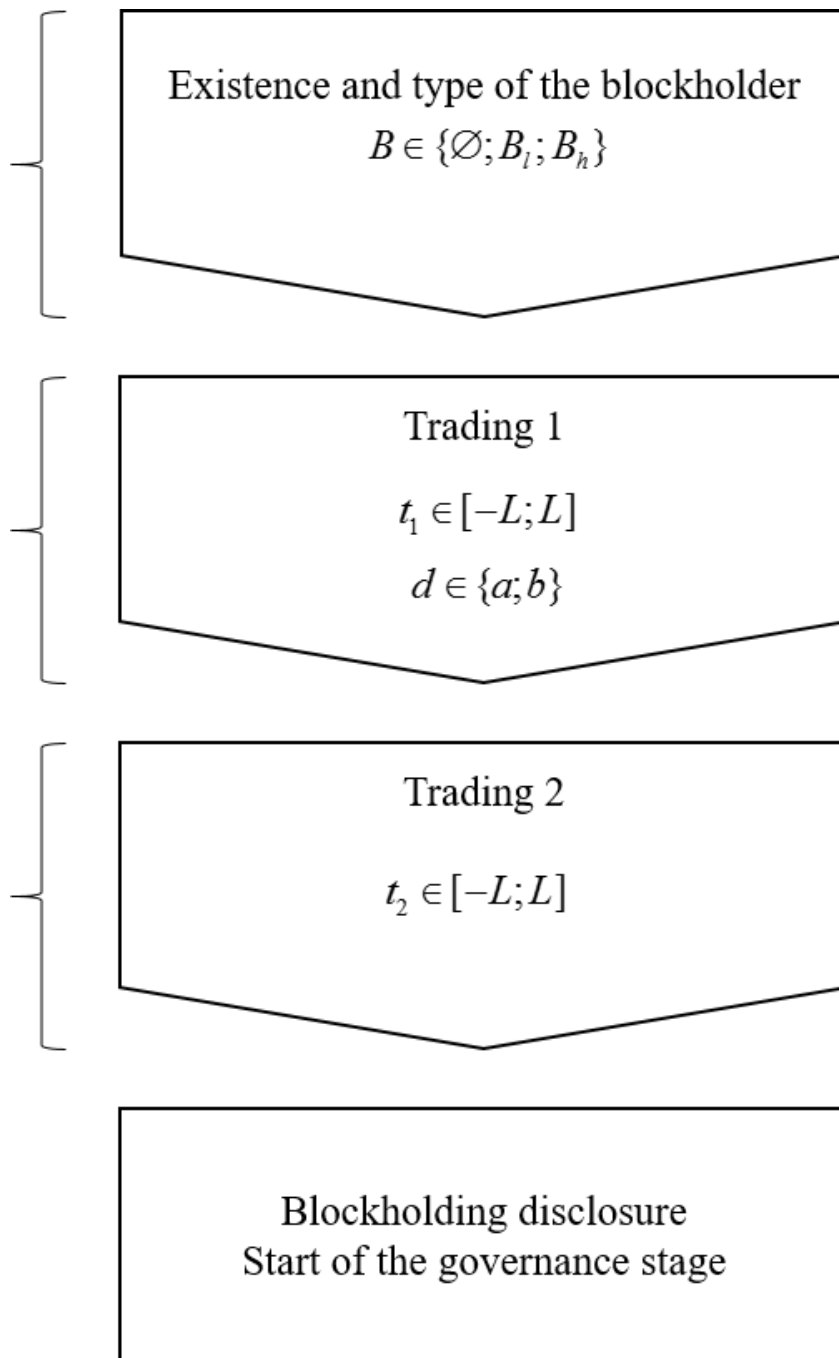 Existence and type of the blockholder
B ∈ {∅; B_l; B_h}
Trading 1
t_1 ∈ [−L; L]
d ∈ {a; b}
Trading 2
t_2 ∈ [−L; L]
Blockholding disclosure
Start of the governance stage